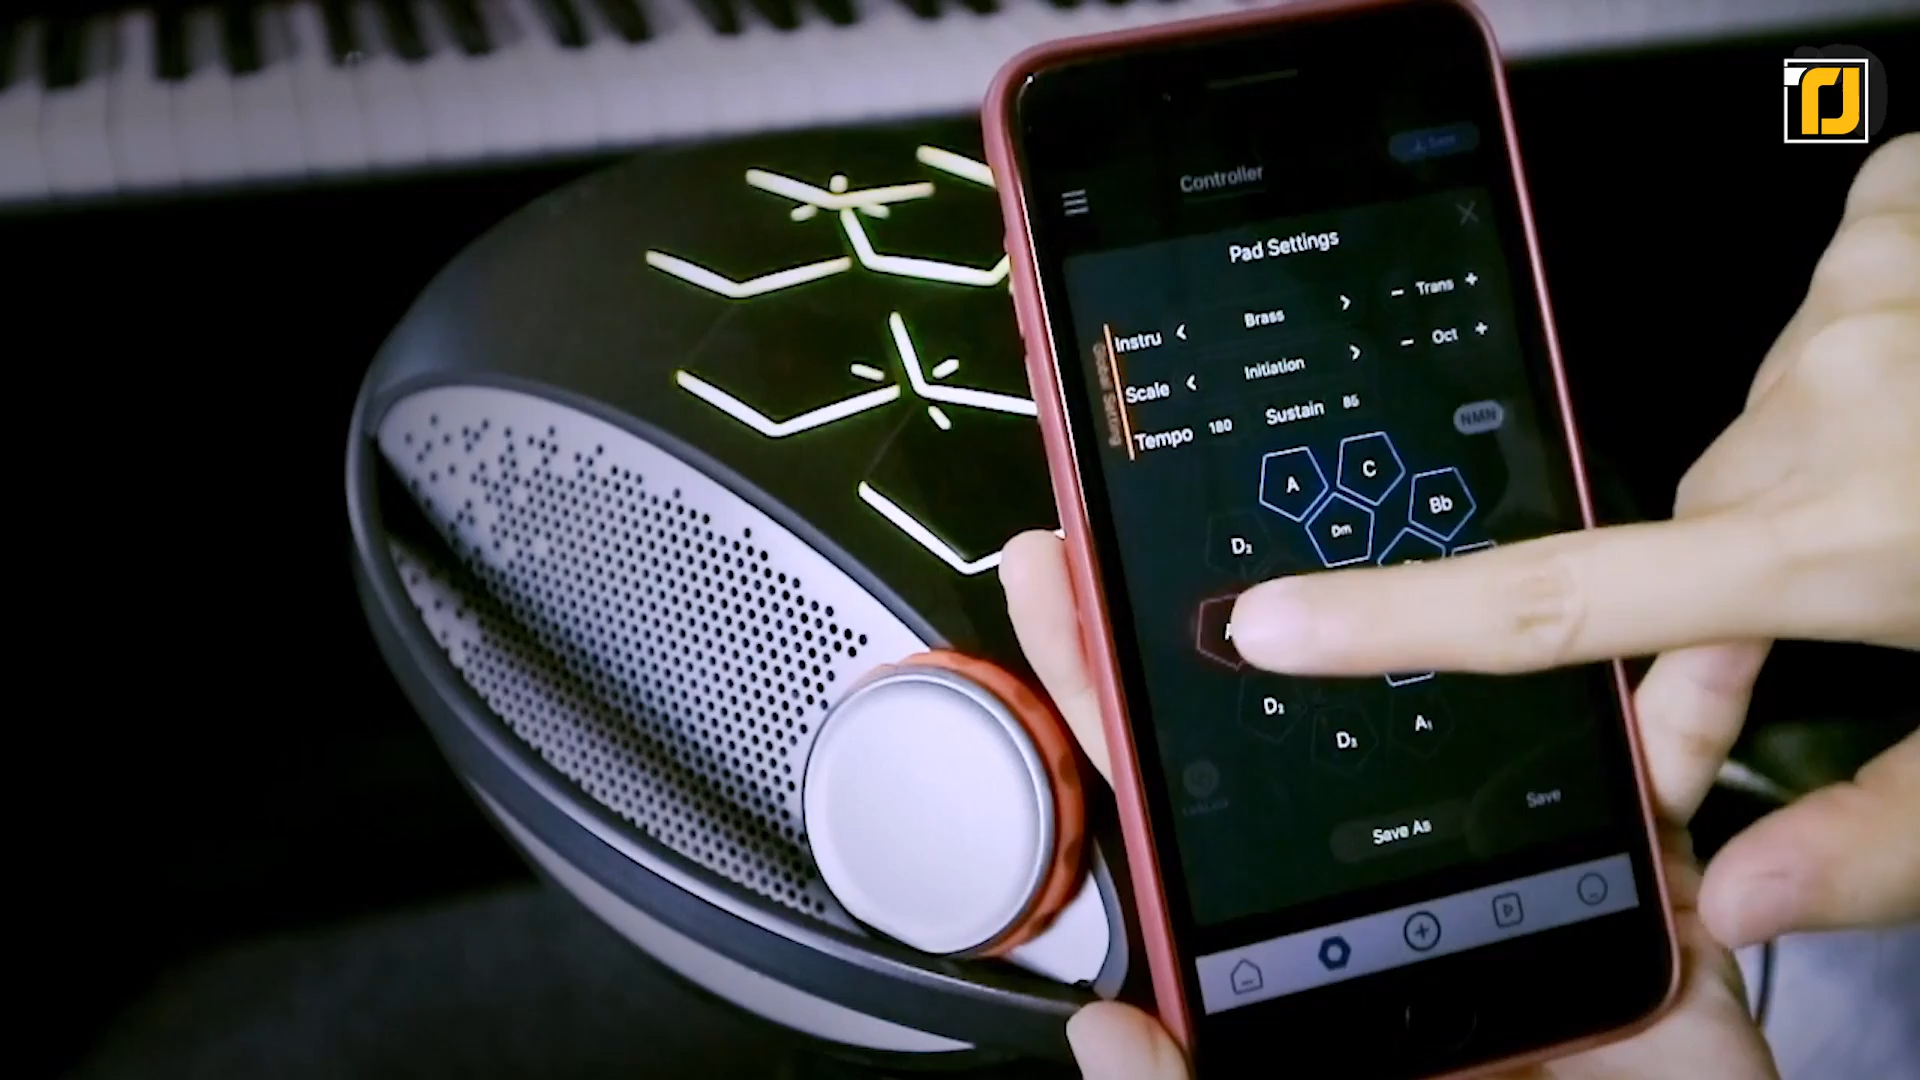 Controller
Pad Settings
Instru < Brass > − Trans +
Scale < Initiation > − Oct +
Tempo 180 Sustain 85
NMN
A C
Bb
Dm
D₂
D₂
D₃ A₁
Save As Save